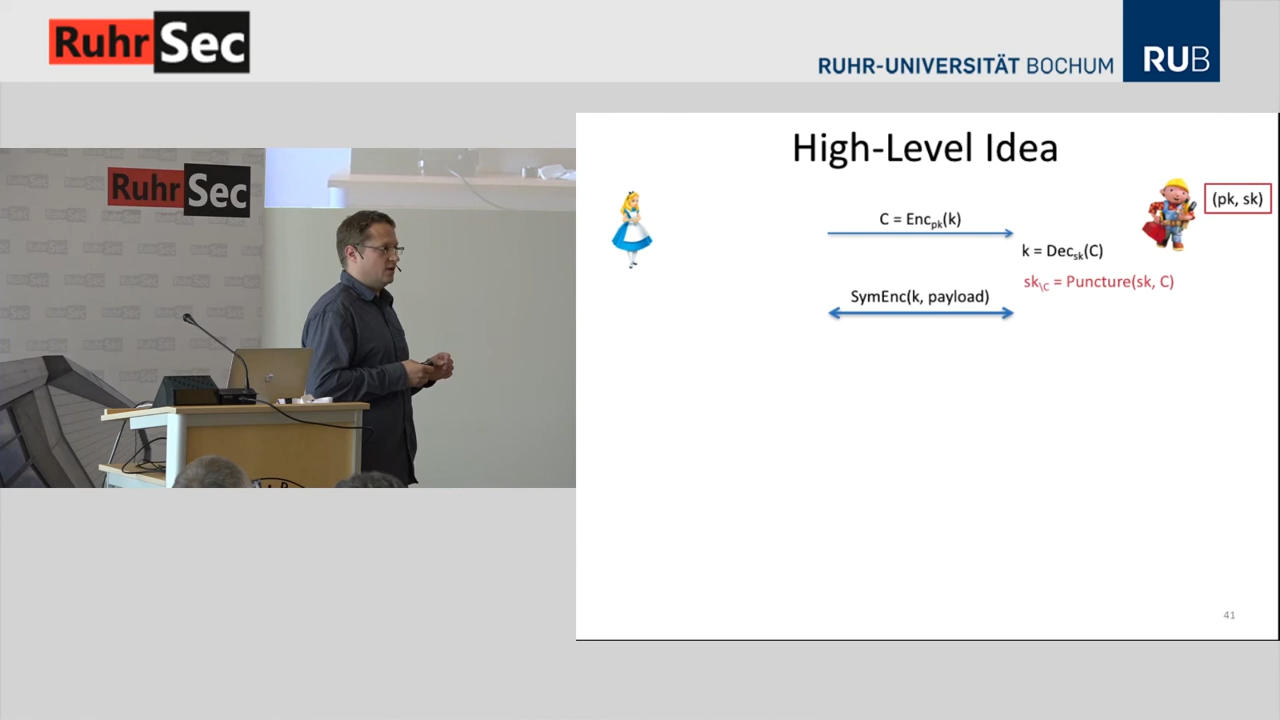 RuhrSec
RUHR-UNIVERSITÄT BOCHUM RUB
RuhrSec
High-Level Idea
(pk, sk)
C = Encpk(k)
k = Decsk(C)
sk\C = Puncture(sk, C)
SymEnc(k, payload)
41